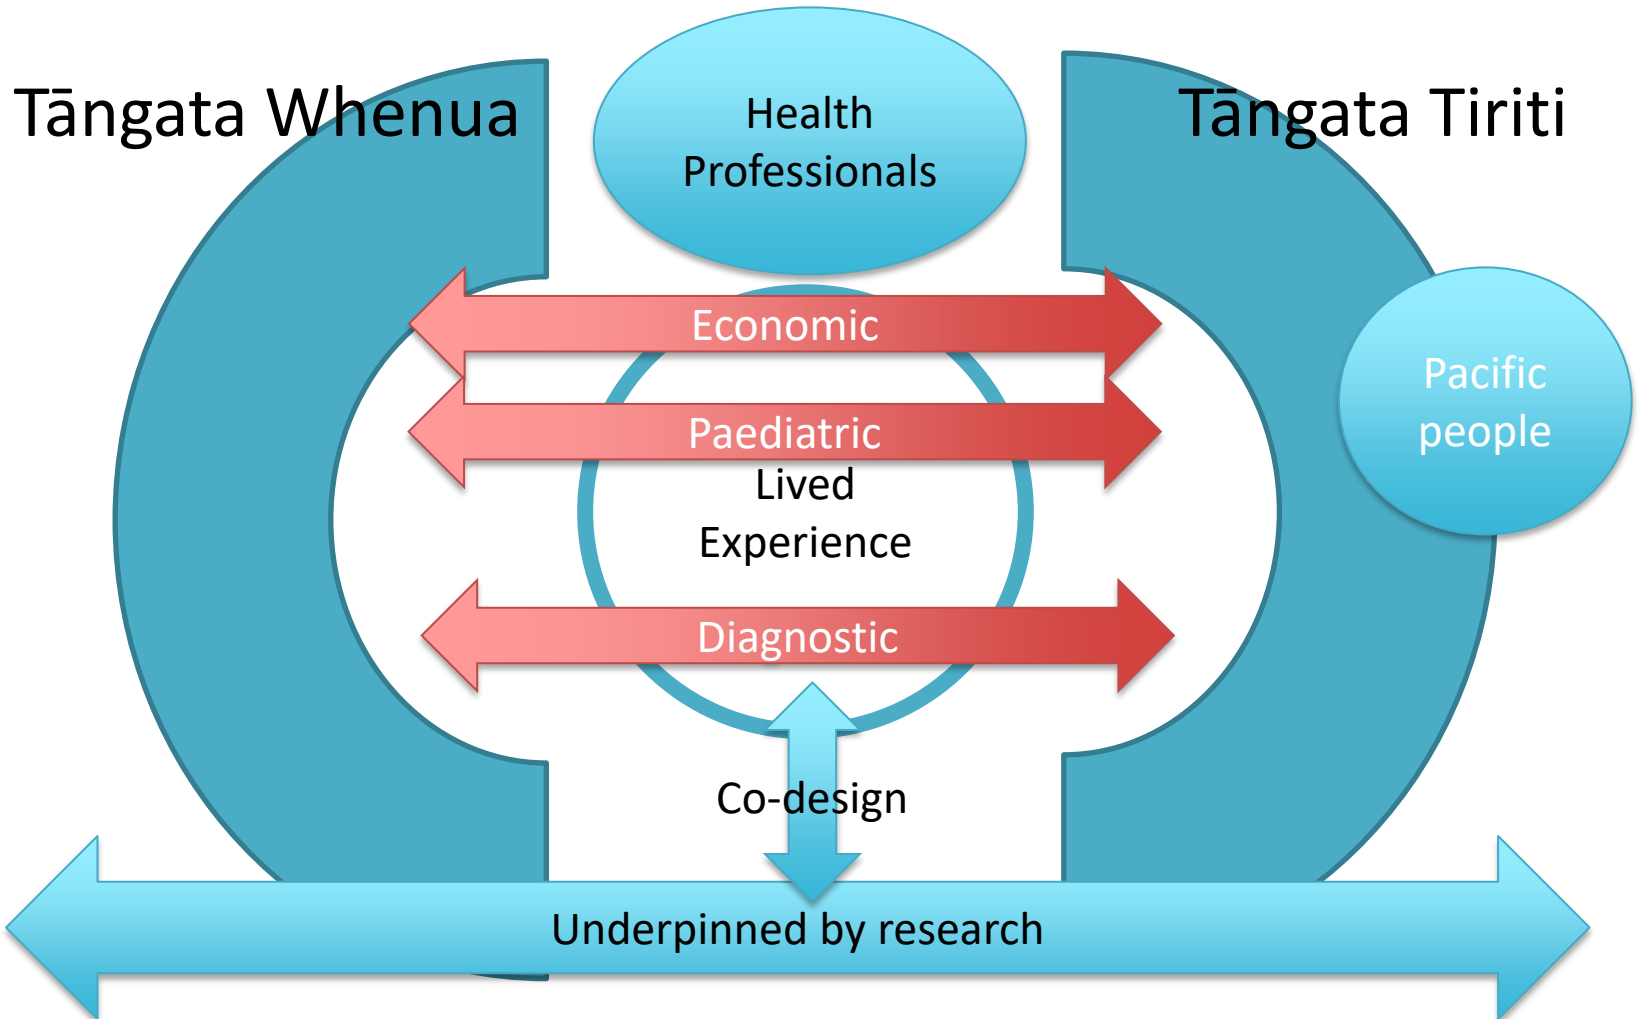 Tāngata Whenua
Health
Professionals
Tāngata Tiriti
Economic
Pacific
people
Paediatric
Lived
Experience
Diagnostic
Co-design
Underpinned by research